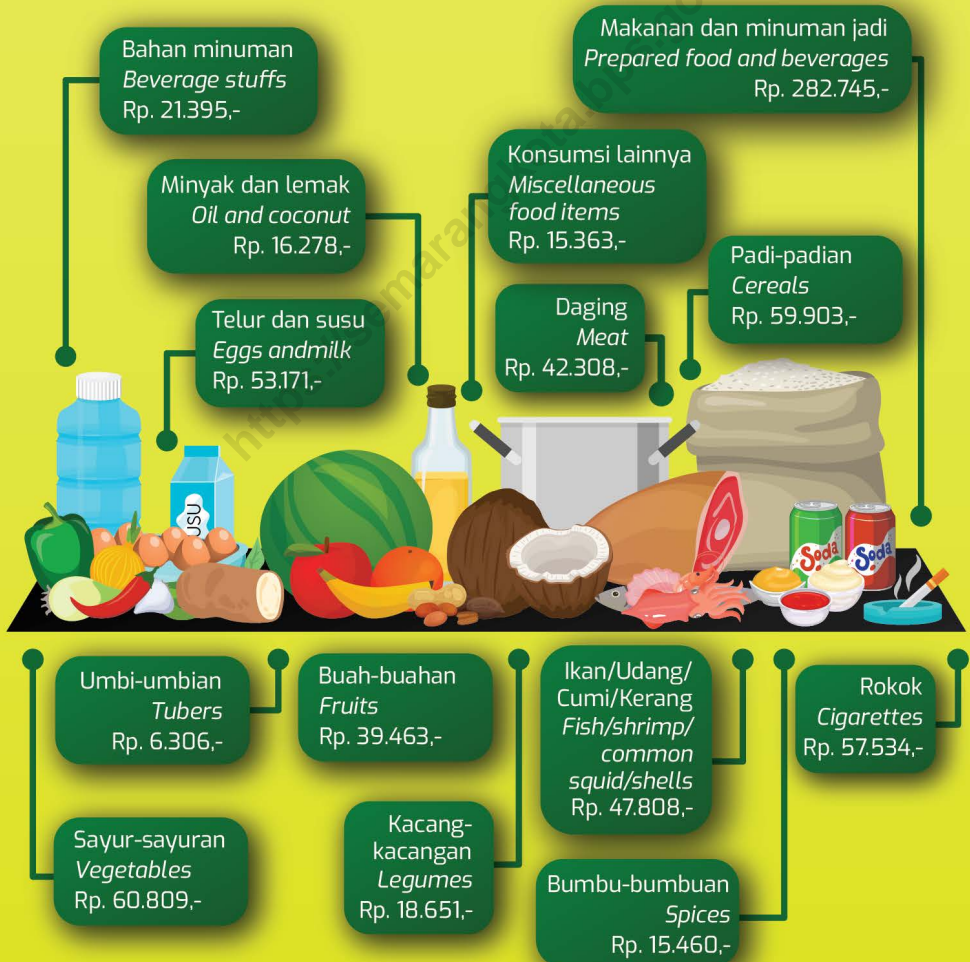 Bahan minuman
Beverage stuffs
Rp. 21.395,-
Makanan dan minuman jadi
Prepared food and beverages
Rp. 282.745,-
Minyak dan lemak
Oil and coconut
Rp. 16.278,-
Konsumsi lainnya
Miscellaneous
food items
Rp. 15.363,-
Padi-padian
Cereals
Rp. 59.903,-
Telur dan susu
Eggs andmilk
Rp. 53.171,-
Daging
Meat
Rp. 42.308,-
SUSU
Soda
Soda
Umbi-umbian
Tubers
Rp. 6.306,-
Buah-buahan
Fruits
Rp. 39.463,-
Ikan/Udang/
Cumi/Kerang
Fish/shrimp/
common
squid/shells
Rp. 47.808,-
Rokok
Cigarettes
Rp. 57.534,-
Sayur-sayuran
Vegetables
Rp. 60.809,-
Kacang-
kacangan
Legumes
Rp. 18.651,-
Bumbu-bumbuan
Spices
Rp. 15.460,-